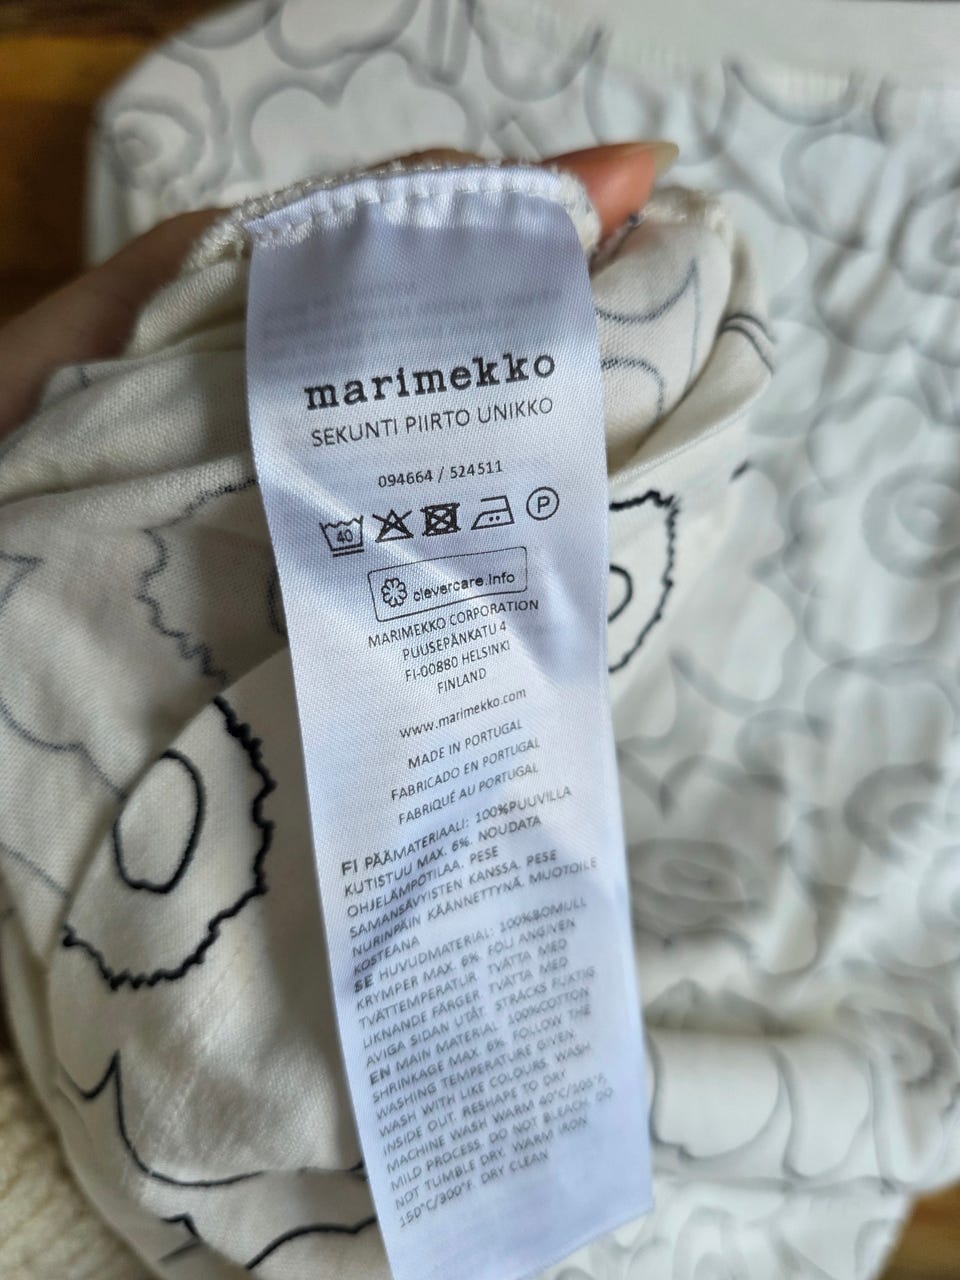 marimekko
SEKUNTI PIIRTO UNIKKO
094664 / 524511
40
P
clevercare.info
MARIMEKKO CORPORATION
PUUSEPÄNKATU 4
FI-00880 HELSINKI
FINLAND
www.marimekko.com
MADE IN PORTUGAL
FABRICADO EN PORTUGAL
FABRIQUÉ AU PORTUGAL
FI PÄÄMATERIAALI: 100%PUUVILLA
KUTISTUU MAX. 6%. NOUDATA
OHJELÄMPÖTILAA. PESE
SAMANSÄVYISTEN KANSSA. PESE
NURINPÄIN KÄÄNNETTYNÄ. MUOTOILE
KOSTEANA
SE HUVUDMATERIAL: 100%BOMULL
KRYMPER MAX. 6%. FÖLJ ANGIVEN
TVÄTTEMPERATUR. TVÄTTA MED
LIKNANDE FÄRGER. TVÄTTA MED
AVIGA SIDAN UTÅT. STRÄCKS FUKTIG
EN MAIN MATERIAL: 100%COTTON
SHRINKAGE MAX. 6%. FOLLOW THE
WASHING TEMPERATURE GIVEN.
WASH WITH LIKE COLOURS. WASH
INSIDE OUT. RESHAPE TO DRY
MACHINE WASH WARM 40°C/105°F,
MILD PROCESS. DO NOT BLEACH. DO
NOT TUMBLE DRY. WARM IRON
150°C/300°F. DRY CLEAN